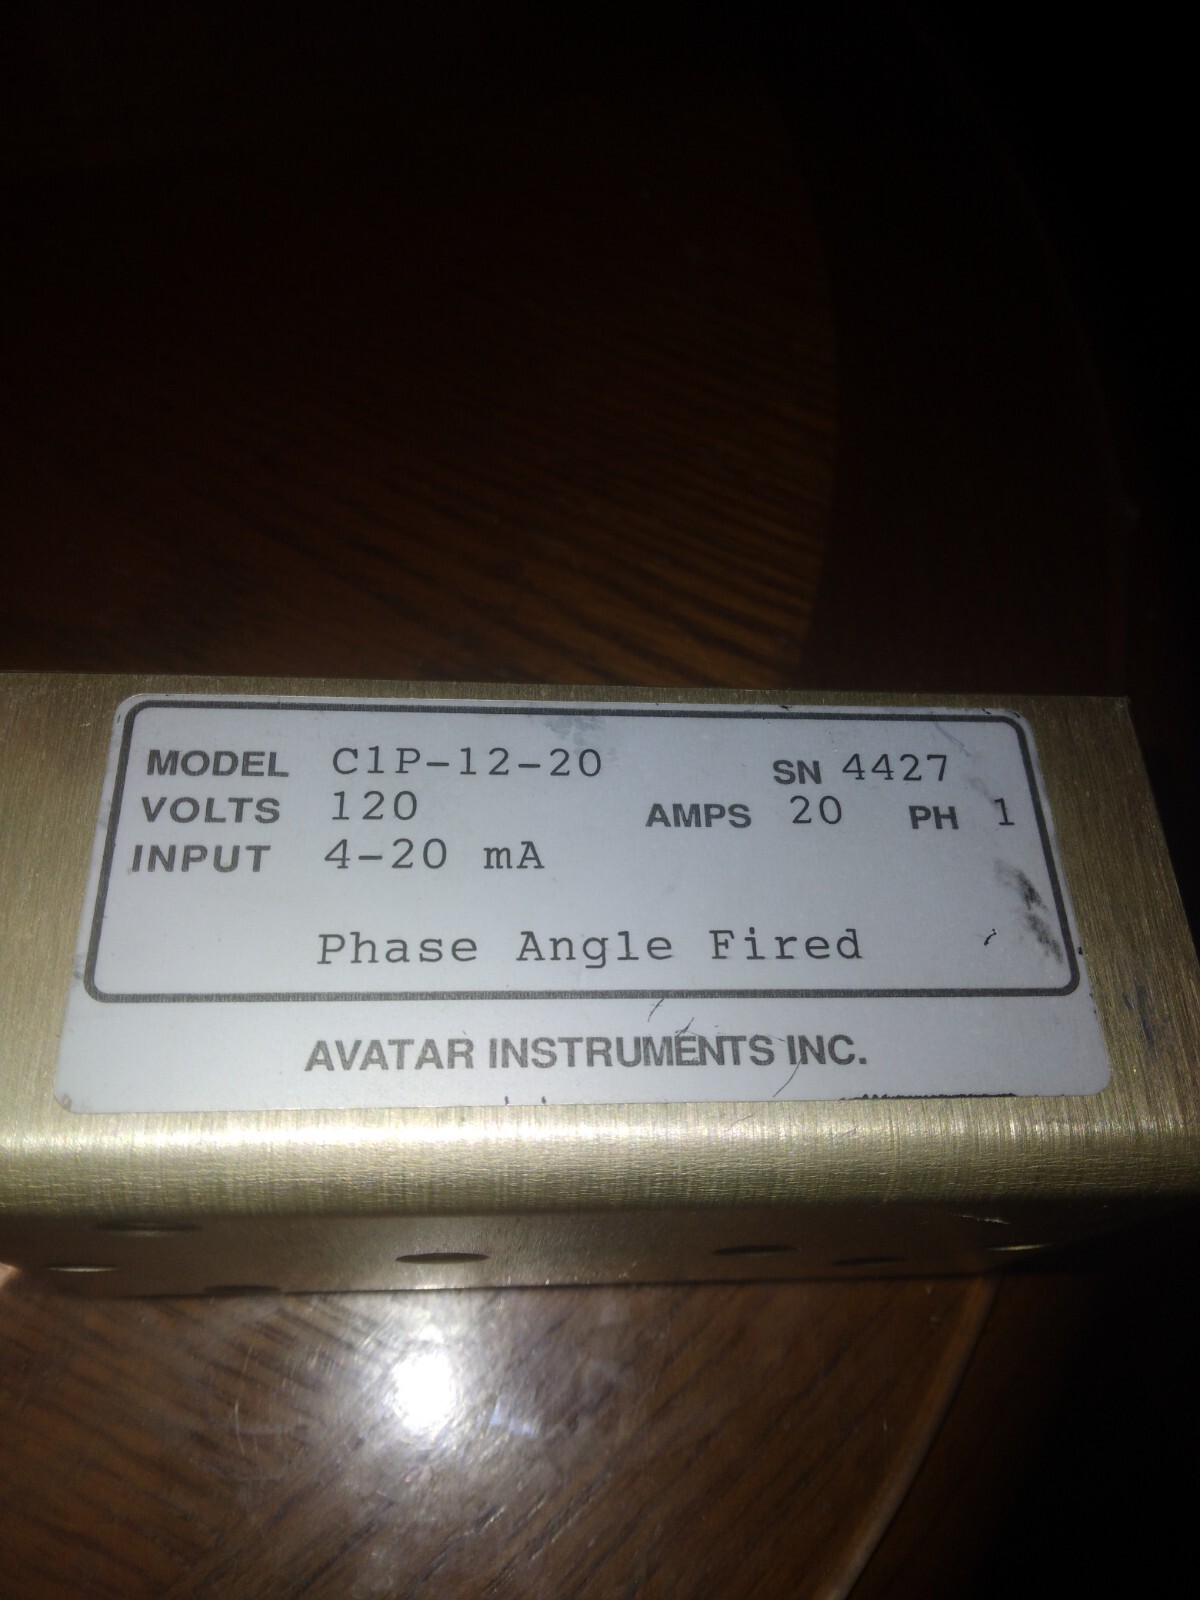 MODEL C1P-12-20 SN 4427
VOLTS 120 AMPS 20 PH 1
INPUT 4-20 mA
Phase Angle Fired
AVATAR INSTRUMENTS INC.